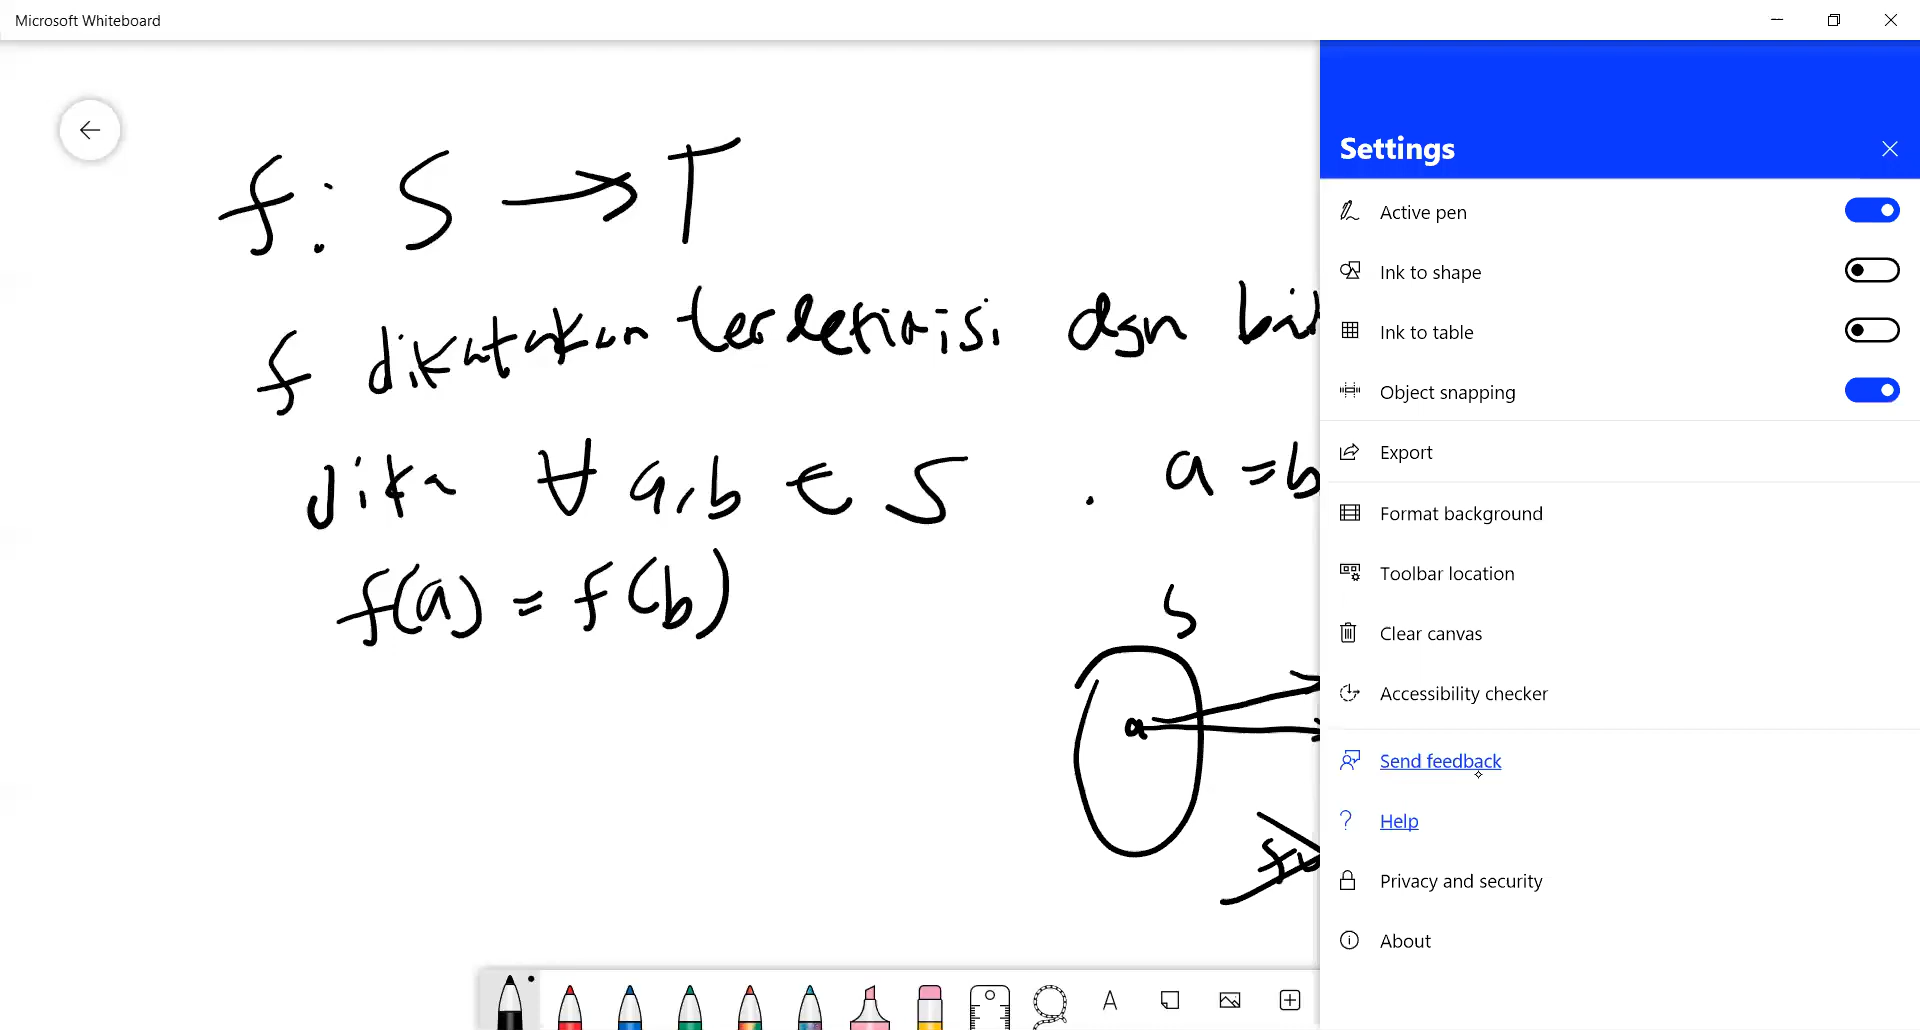 Microsoft Whiteboard
f : S → T
f dikatakan terdefinisi dgn
jika ∀ a,b ∈ S . a = b
f(a) = f(b)
S
a
Settings
Active pen
Ink to shape
Ink to table
Object snapping
Export
Format background
Toolbar location
Clear canvas
Accessibility checker
Send feedback
Help
Privacy and security
About